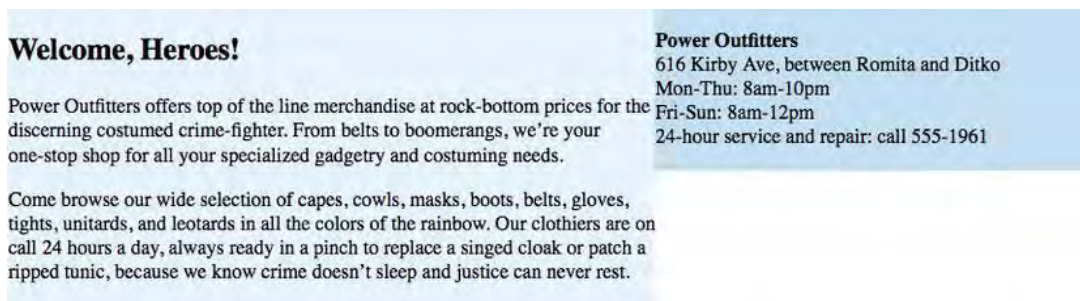 Welcome, Heroes!
Power Outfitters offers top of the line merchandise at rock-bottom prices for the
discerning costumed crime-fighter. From belts to boomerangs, we're your
one-stop shop for all your specialized gadgetry and costuming needs.
Come browse our wide selection of capes, cowls, masks, boots, belts, gloves,
tights, unitards, and leotards in all the colors of the rainbow. Our clothiers are on
call 24 hours a day, always ready in a pinch to replace a singed cloak or patch a
ripped tunic, because we know crime doesn't sleep and justice can never rest.
Power Outfitters
616 Kirby Ave, between Romita and Ditko
Mon-Thu: 8am-10pm
Fri-Sun: 8am-12pm
24-hour service and repair: call 555-1961